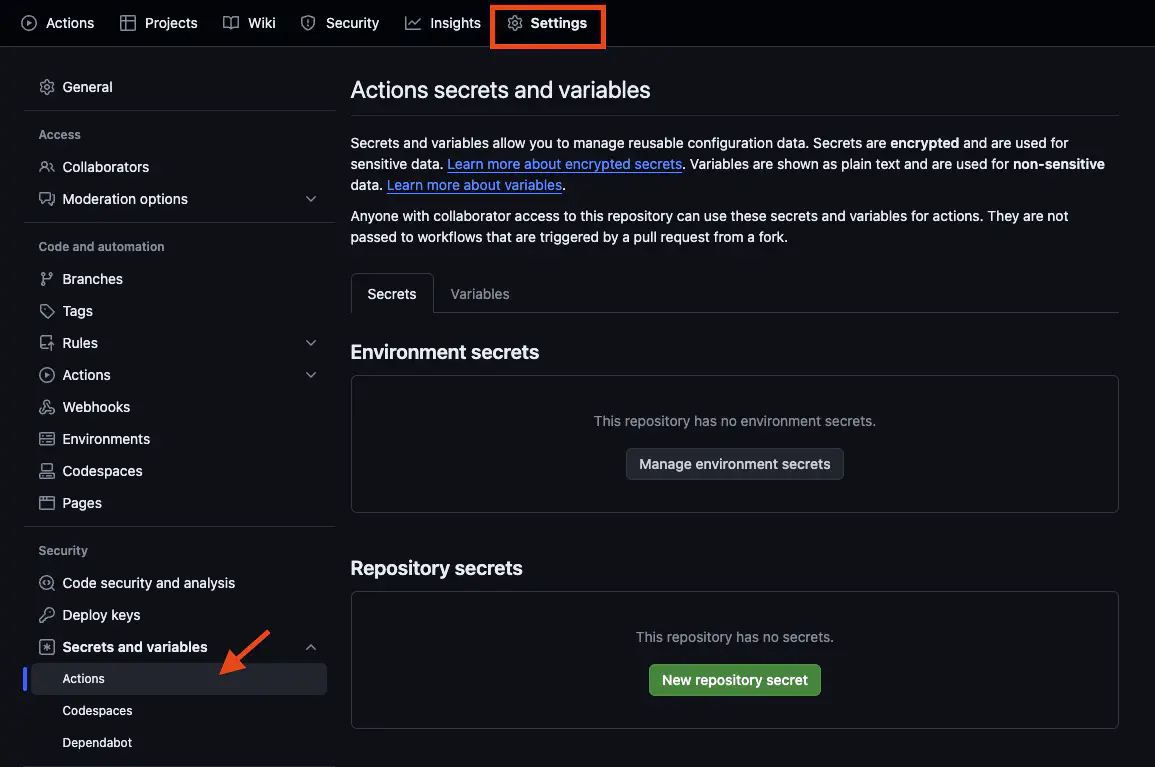 Actions Projects Wiki Security Insights Settings
General
Access
Collaborators
Moderation options
Code and automation
Branches
Tags
Rules
Actions
Webhooks
Environments
Codespaces
Pages
Security
Code security and analysis
Deploy keys
Secrets and variables
Actions
Codespaces
Dependabot
Actions secrets and variables
Secrets and variables allow you to manage reusable configuration data. Secrets are encrypted and are used for
sensitive data. Learn more about encrypted secrets. Variables are shown as plain text and are used for non-sensitive
data. Learn more about variables.
Anyone with collaborator access to this repository can use these secrets and variables for actions. They are not
passed to workflows that are triggered by a pull request from a fork.
Secrets Variables
Environment secrets
This repository has no environment secrets.
Manage environment secrets
Repository secrets
This repository has no secrets.
New repository secret